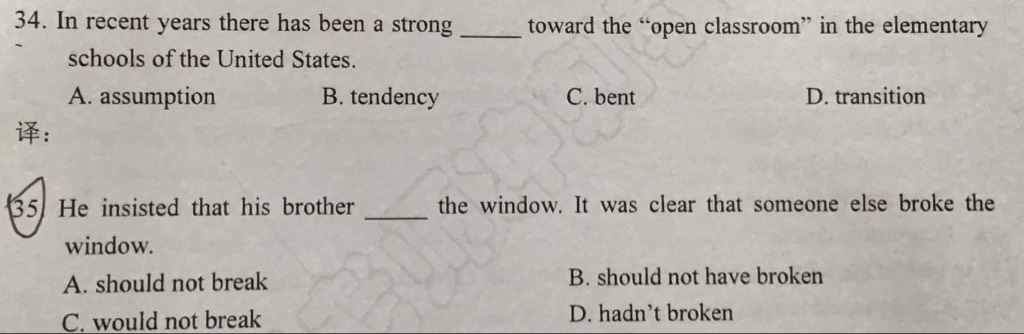 34. In recent years there has been a strong ______ toward the “open classroom” in the elementary
schools of the United States.
A. assumption B. tendency C. bent D. transition
译：
35 He insisted that his brother ______ the window. It was clear that someone else broke the
window.
A. should not break B. should not have broken
C. would not break D. hadn’t broken